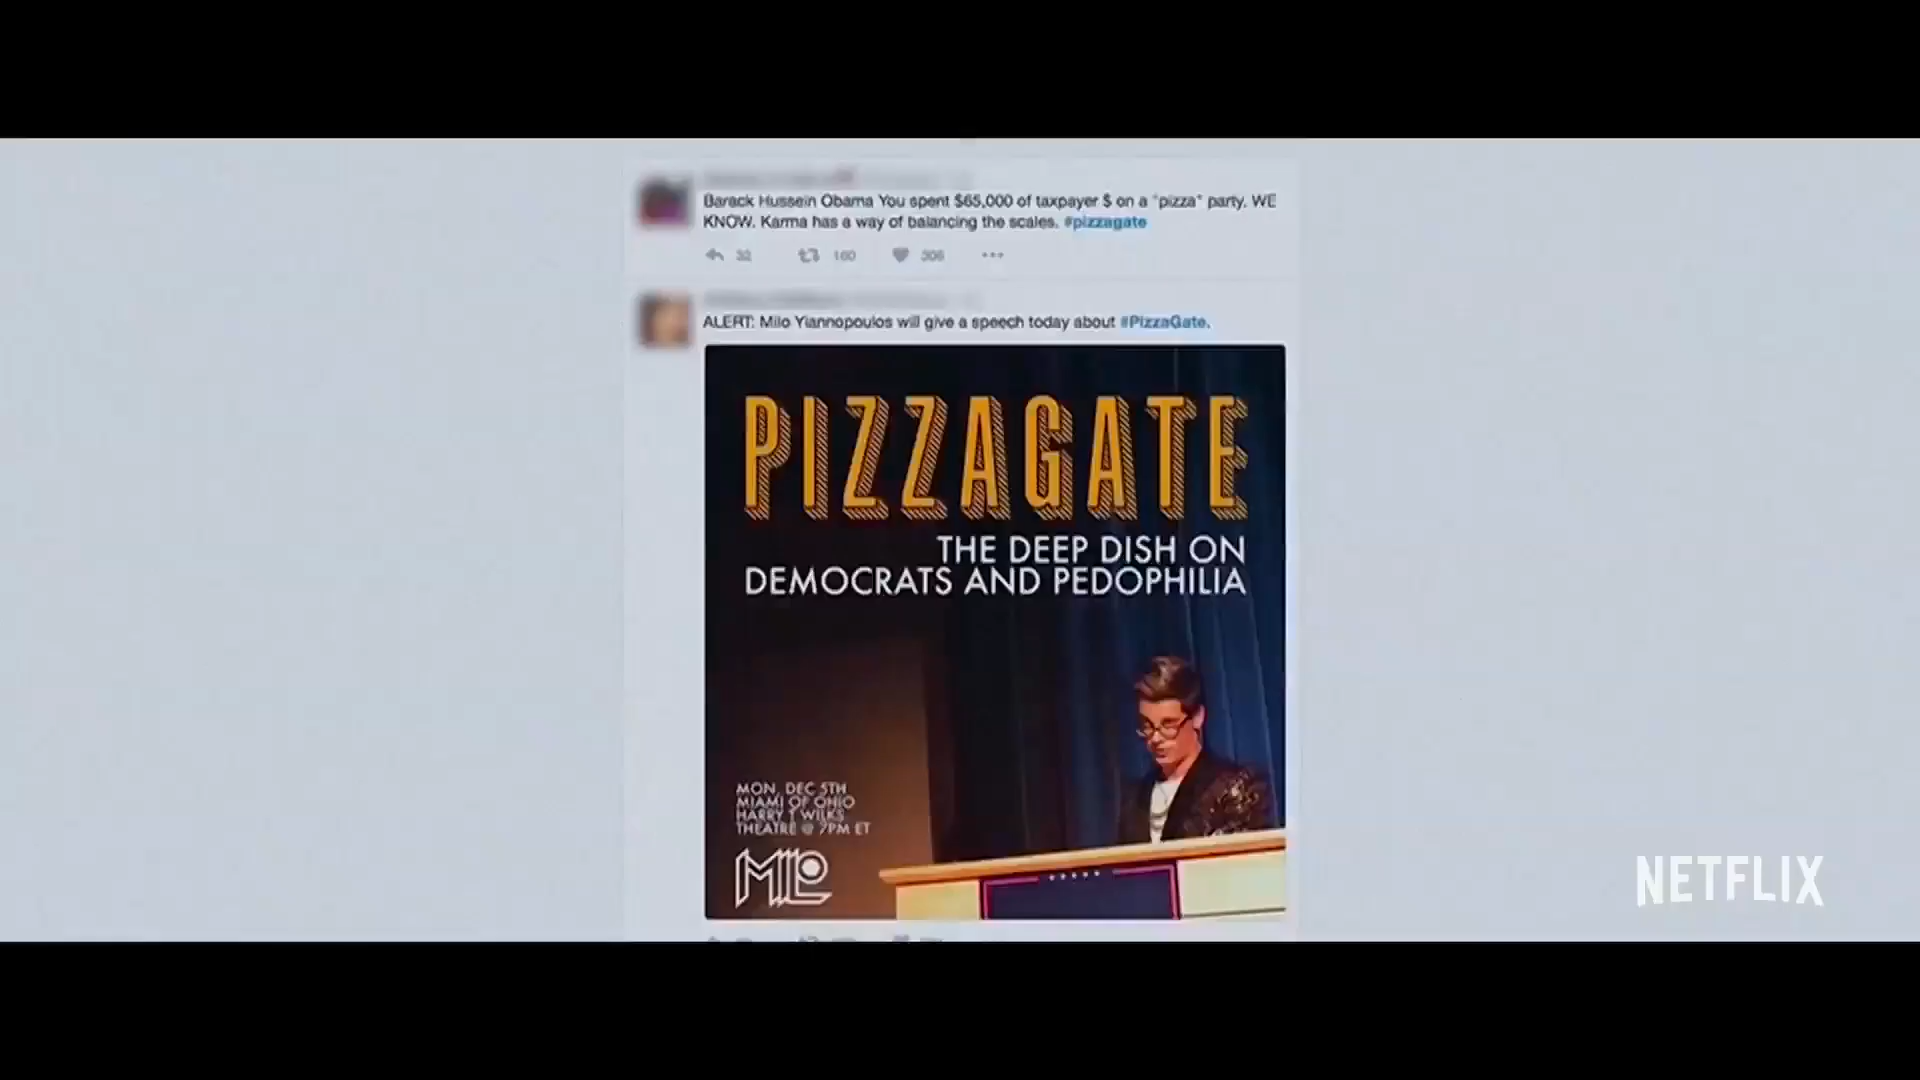 Barack Hussein Obama You spent $65,000 of taxpayer $ on a "pizza" party. WE
KNOW. Karma has a way of balancing the scales. #pizzagate
32 160 306
ALERT: Milo Yiannopoulos will give a speech today about #PizzaGate.
PIZZAGATE
THE DEEP DISH ON
DEMOCRATS AND PEDOPHILIA
MON, DEC 5TH
MIAMI OF OHIO
HARRY T WILKS
THEATRE @ 7PM ET
MILO
NETFLIX